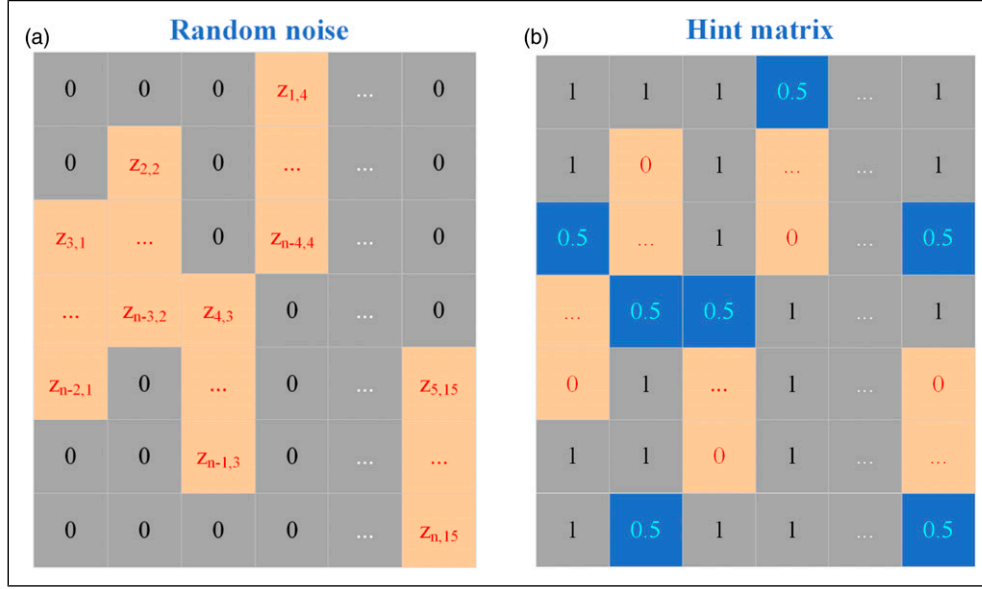 (a) Random noise
0 0 0 z1,4 ... 0
0 z2,2 0 ... ... 0
z3,1 ... 0 zn-4,4 ... 0
... zn-3,2 z4,3 0 ... 0
zn-2,1 0 ... 0 ... z5,15
0 0 zn-1,3 0 ... ...
0 0 0 0 ... zn,15
(b) Hint matrix
1 1 1 0.5 ... 1
1 0 1 ... ... 1
0.5 ... 1 0 ... 0.5
... 0.5 0.5 1 ... 1
0 1 ... 1 ... 0
1 1 0 1 ... ...
1 0.5 1 1 ... 0.5